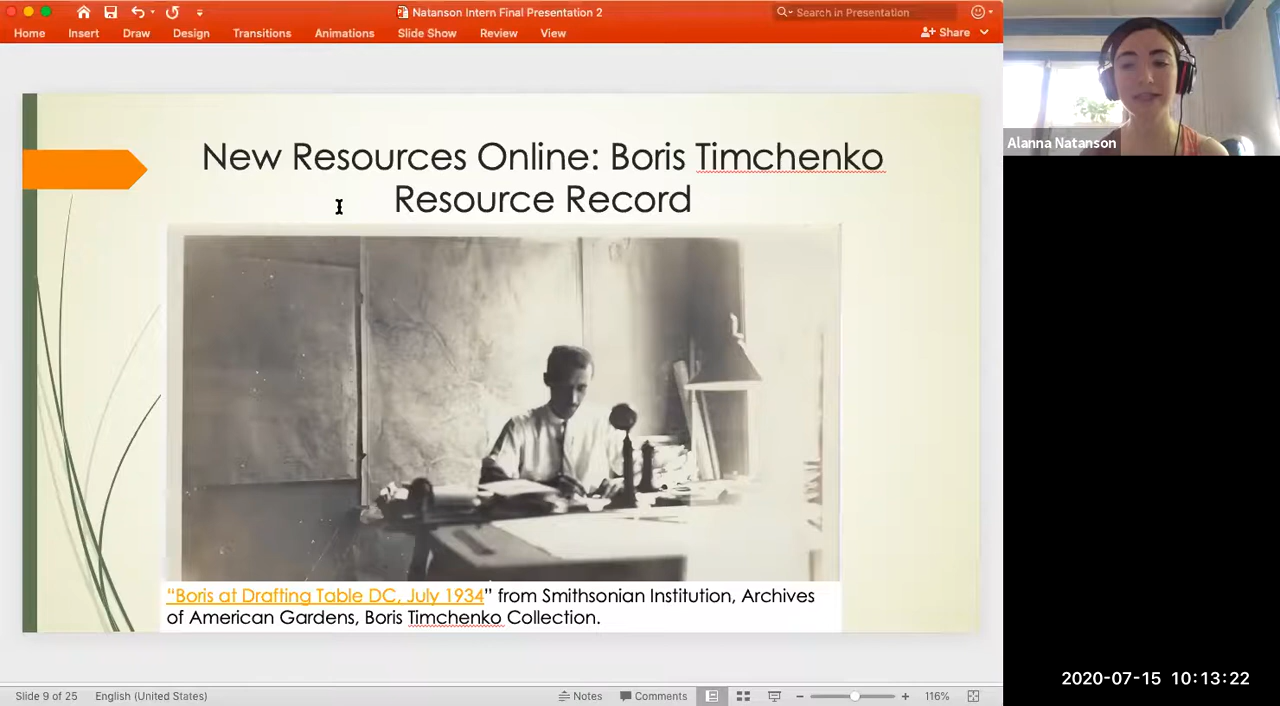 Natanson Intern Final Presentation 2
Search in Presentation
Home Insert Draw Design Transitions Animations Slide Show Review View Share
New Resources Online: Boris Timchenko
Resource Record
“Boris at Drafting Table DC, July 1934” from Smithsonian Institution, Archives
of American Gardens, Boris Timchenko Collection.
Slide 9 of 25 English (United States) Notes Comments 116%
Alanna Natanson
2020-07-15 10:13:22